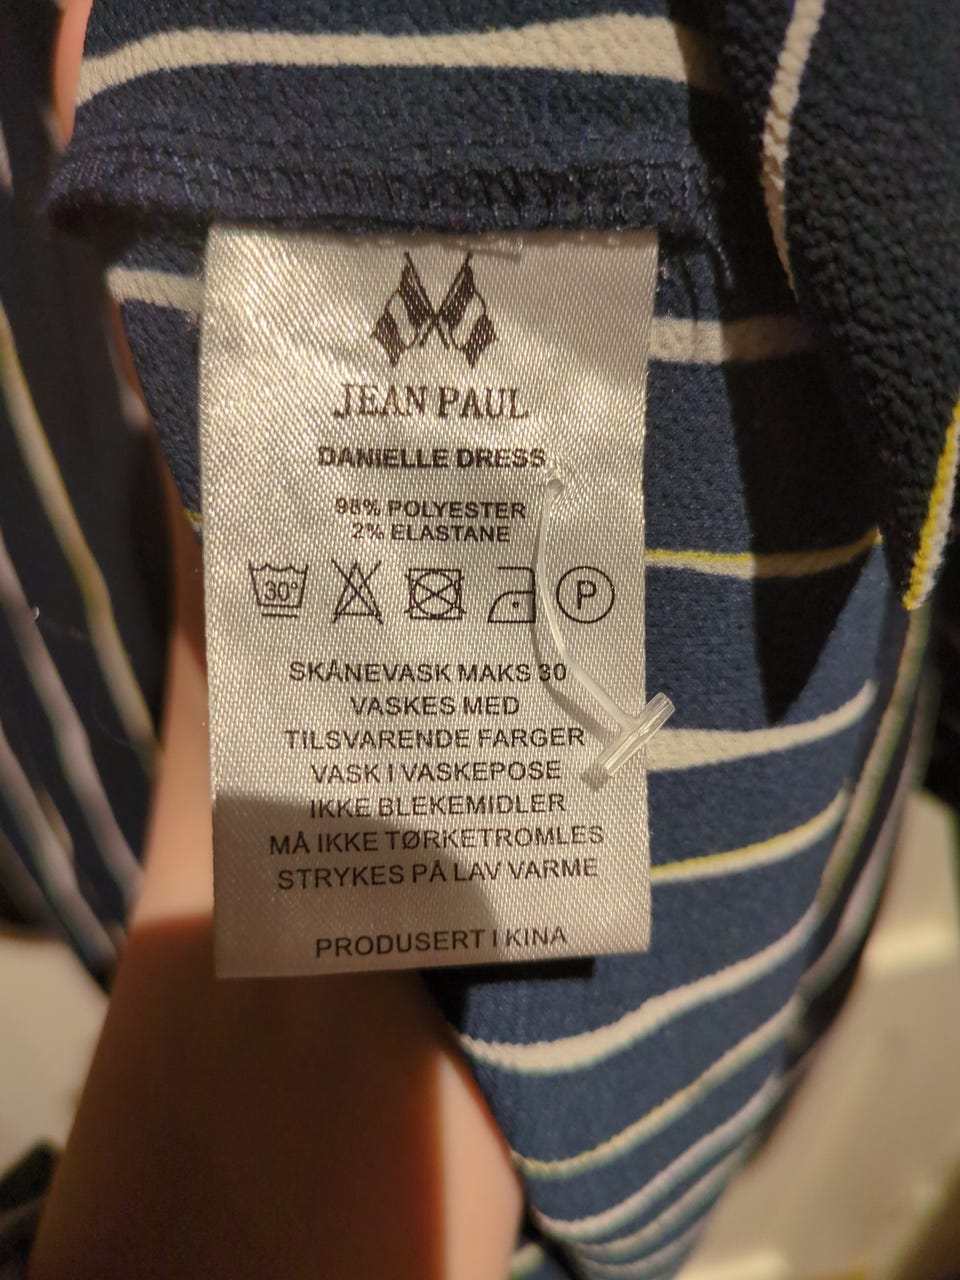 JEAN PAUL
DANIELLE DRESS
98% POLYESTER
2% ELASTANE
30° P
SKÅNEVASK MAKS 30
VASKES MED
TILSVARENDE FARGER
VASK I VASKEPOSE
IKKE BLEKEMIDLER
MÅ IKKE TØRKETROMLES
STRYKES PÅ LAV VARME
PRODUSERT I KINA